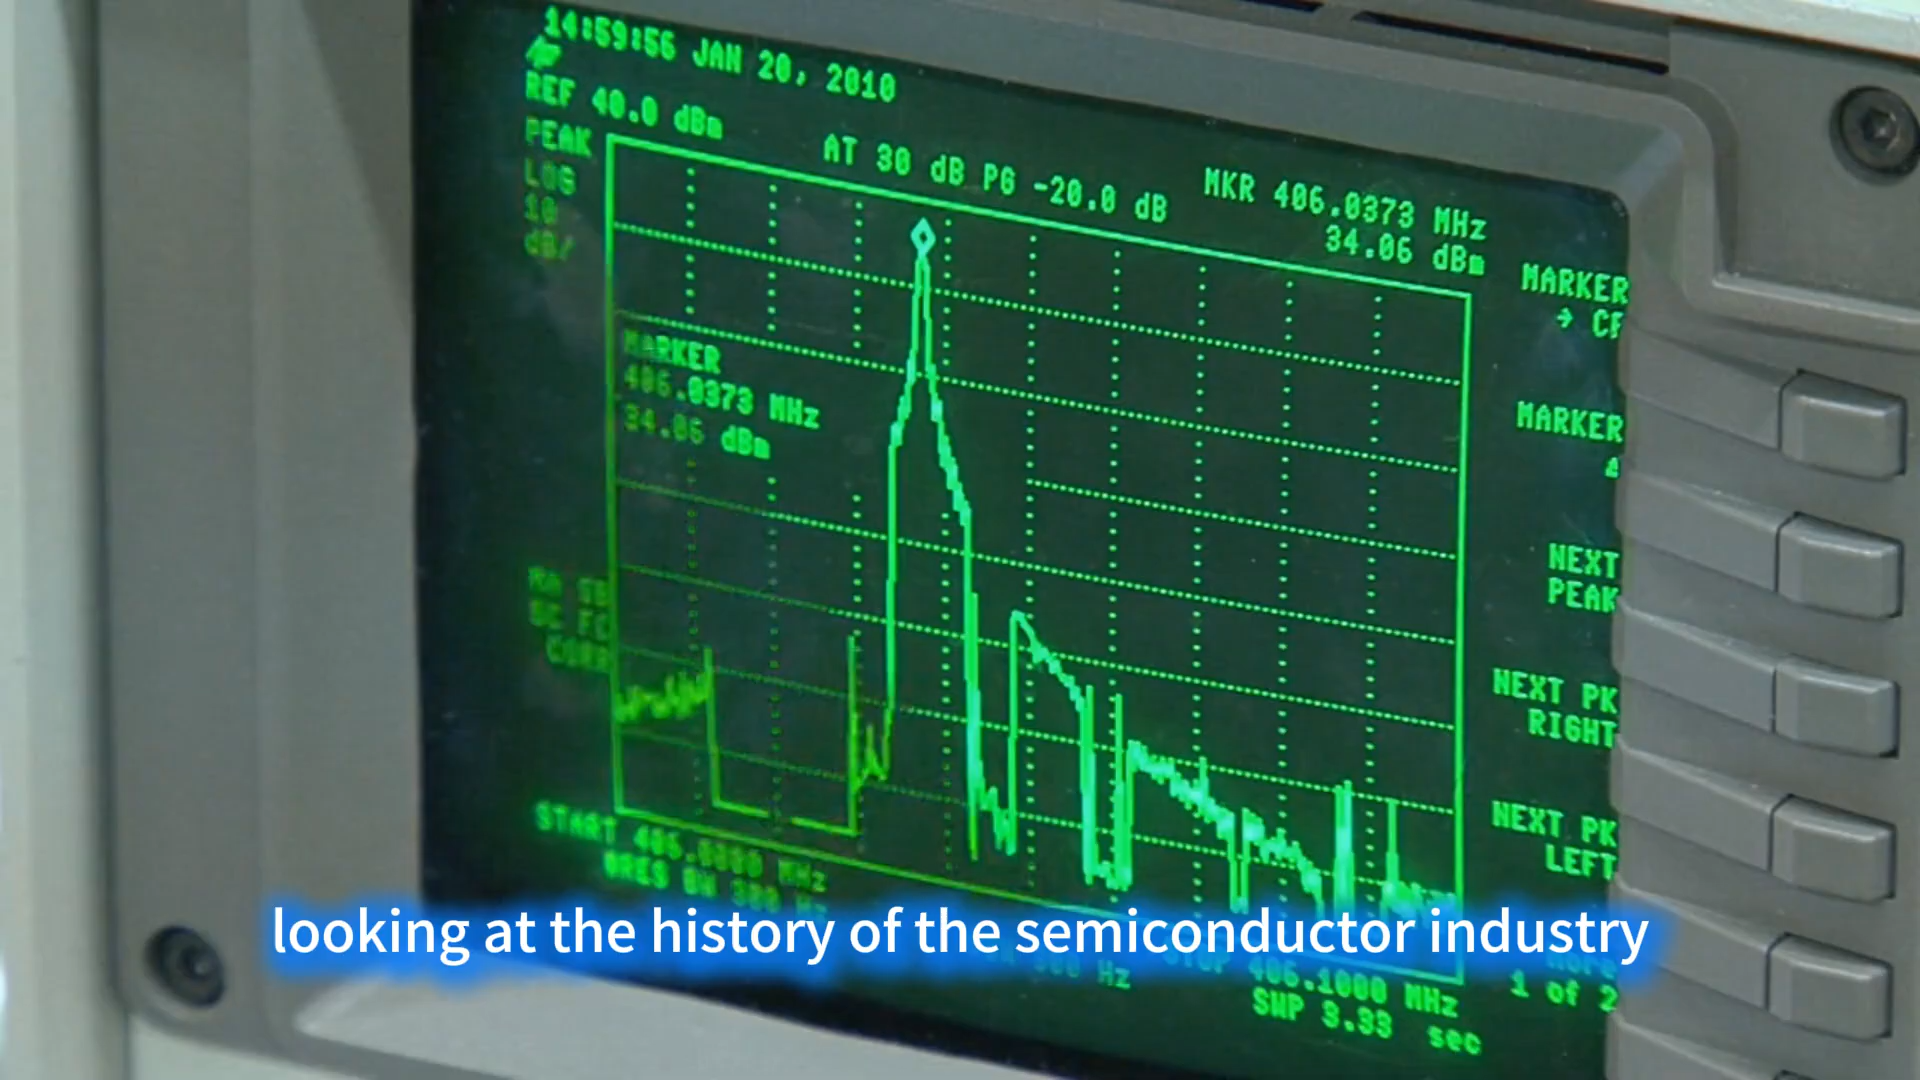 14:59:56 JAN 20, 2010
REF 40.0 dBm
AT 30 dB PG -20.0 dB
MKR 406.0373 MHz
34.06 dBm
PEAK
LOG
10
dB/
MARKER
406.0373 MHz
34.06 dBm
CORR
MARKER
→ CF
MARKER
Δ
NEXT
PEAK
NEXT PK
RIGHT
NEXT PK
LEFT
1 of 2
START 406.0000 MHz
looking at the history of the semiconductor industry
STOP 406.1000 MHz
SWP 3.33 sec